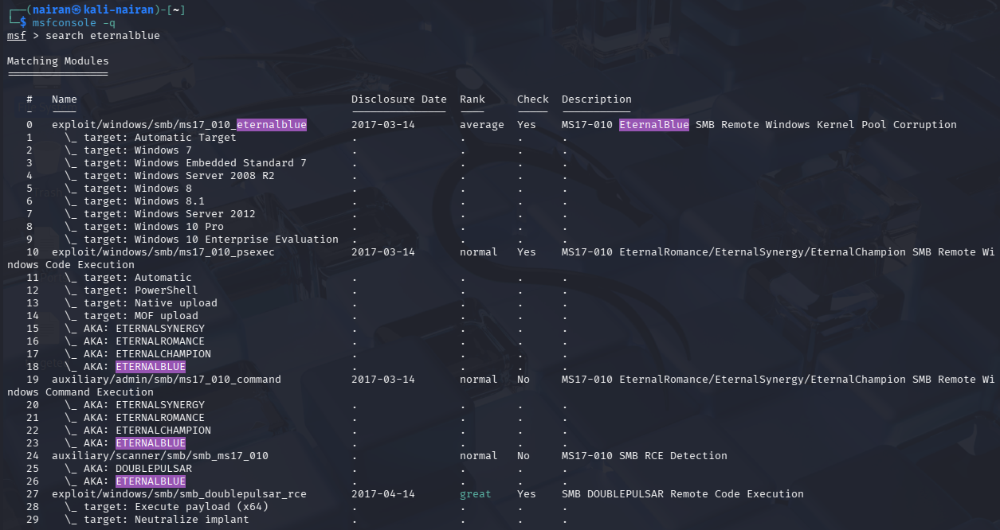 ┌──(nairan㉿kali-nairan)-[~]
└─$ msfconsole -q
msf > search eternalblue
Matching Modules
================
#   Name                                           Disclosure Date  Rank     Check  Description
-   ----                                           ---------------  ----     -----  -----------
0   exploit/windows/smb/ms17_010_eternalblue       2017-03-14       average  Yes    MS17-010 EternalBlue SMB Remote Windows Kernel Pool Corruption
1     \_ target: Automatic Target                  .                .        .      .
2     \_ target: Windows 7                         .                .        .      .
3     \_ target: Windows Embedded Standard 7       .                .        .      .
4     \_ target: Windows Server 2008 R2            .                .        .      .
5     \_ target: Windows 8                         .                .        .      .
6     \_ target: Windows 8.1                       .                .        .      .
7     \_ target: Windows Server 2012               .                .        .      .
8     \_ target: Windows 10 Pro                    .                .        .      .
9     \_ target: Windows 10 Enterprise Evaluation  .                .        .      .
10  exploit/windows/smb/ms17_010_psexec            2017-03-14       normal   Yes    MS17-010 EternalRomance/EternalSynergy/EternalChampion SMB Remote Wi
ndows Code Execution
11    \_ target: Automatic                         .                .        .      .
12    \_ target: PowerShell                        .                .        .      .
13    \_ target: Native upload                     .                .        .      .
14    \_ target: MOF upload                        .                .        .      .
15    \_ AKA: ETERNALSYNERGY                       .                .        .      .
16    \_ AKA: ETERNALROMANCE                       .                .        .      .
17    \_ AKA: ETERNALCHAMPION                      .                .        .      .
18    \_ AKA: ETERNALBLUE                          .                .        .      .
19  auxiliary/admin/smb/ms17_010_command           2017-03-14       normal   No     MS17-010 EternalRomance/EternalSynergy/EternalChampion SMB Remote Wi
ndows Command Execution
20    \_ AKA: ETERNALSYNERGY                       .                .        .      .
21    \_ AKA: ETERNALROMANCE                       .                .        .      .
22    \_ AKA: ETERNALCHAMPION                      .                .        .      .
23    \_ AKA: ETERNALBLUE                          .                .        .      .
24  auxiliary/scanner/smb/smb_ms17_010             .                normal   No     MS17-010 SMB RCE Detection
25    \_ AKA: DOUBLEPULSAR                         .                .        .      .
26    \_ AKA: ETERNALBLUE                          .                .        .      .
27  exploit/windows/smb/smb_doublepulsar_rce       2017-04-14       great    Yes    SMB DOUBLEPULSAR Remote Code Execution
28    \_ target: Execute payload (x64)             .                .        .      .
29    \_ target: Neutralize implant                .                .        .      .